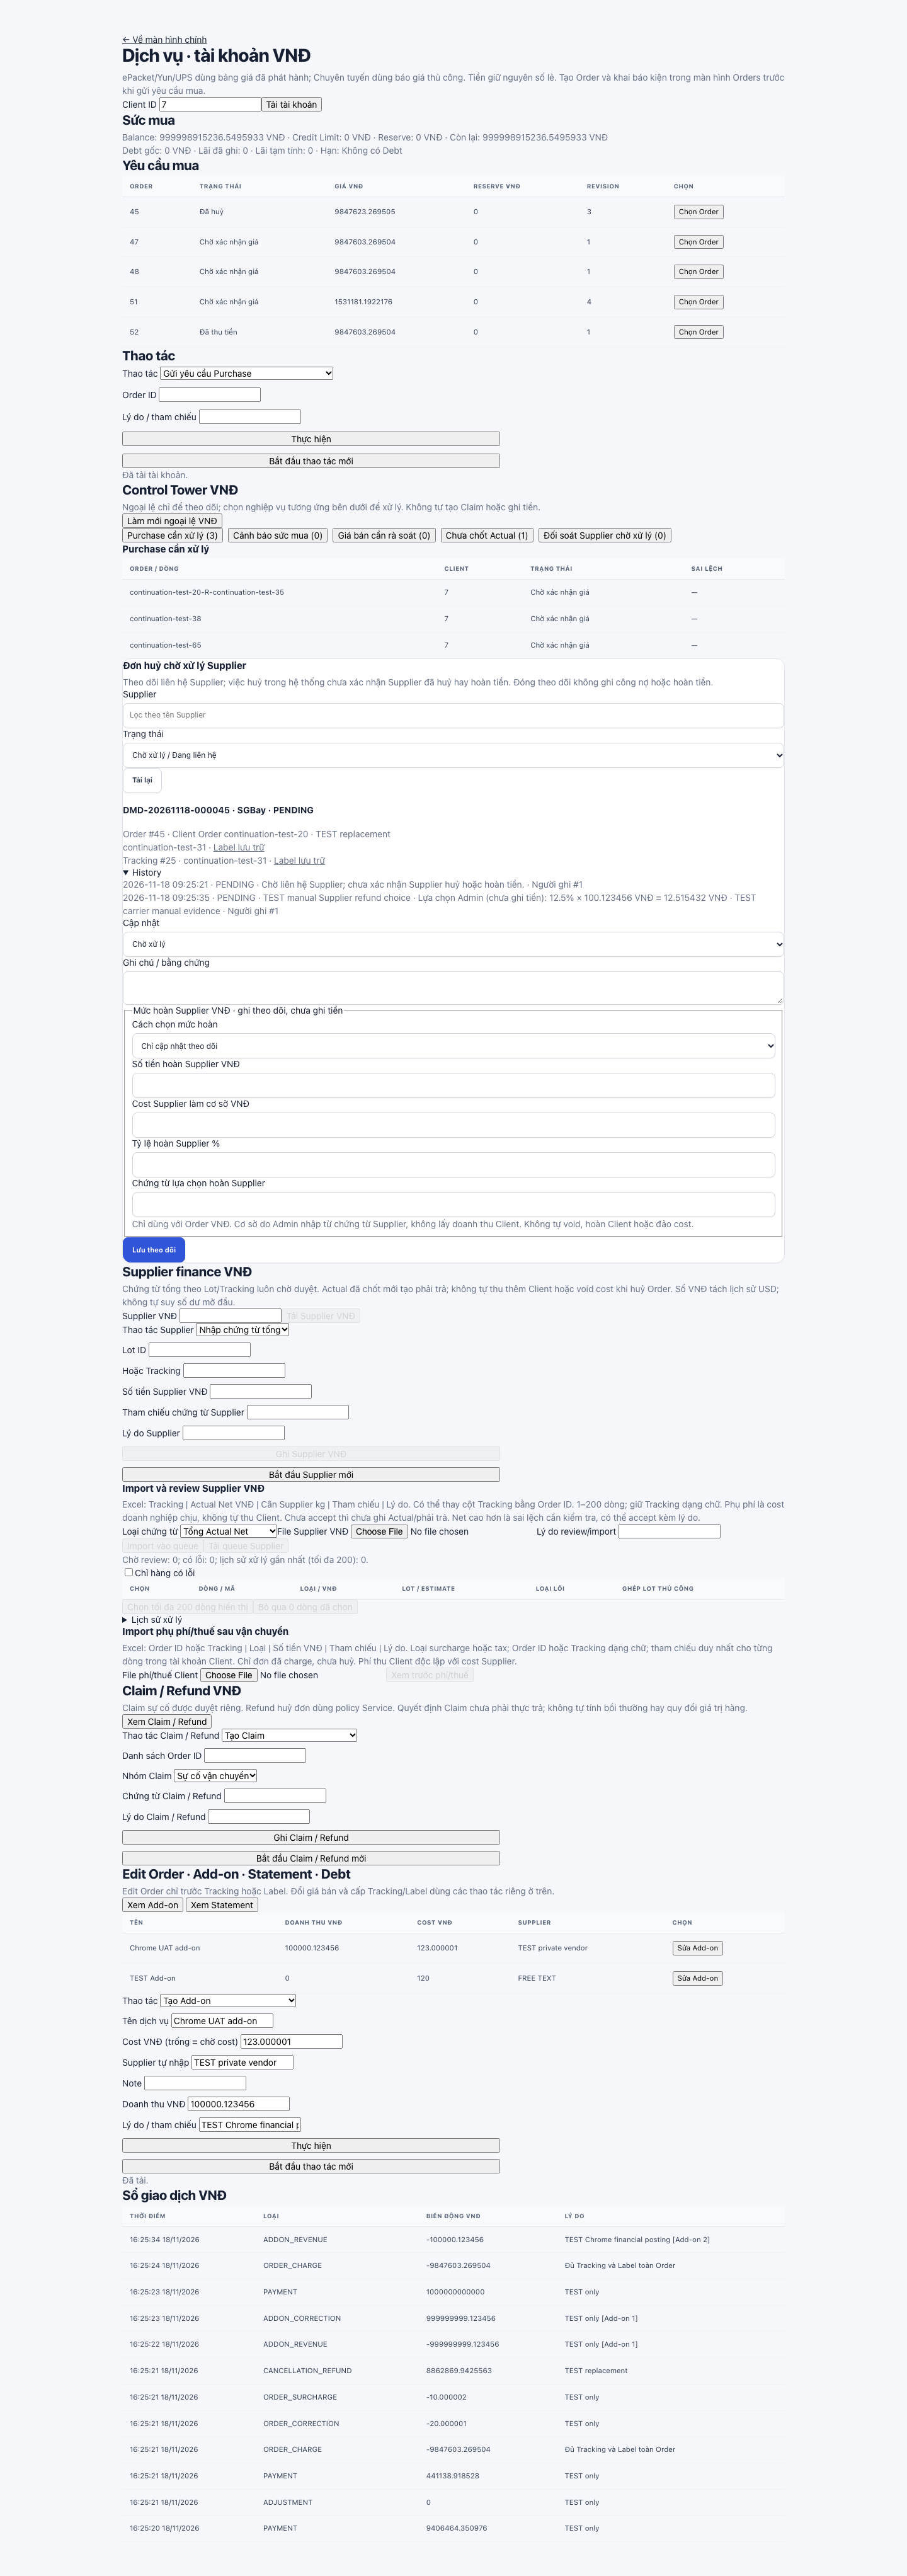 ← Về màn hình chính
Dịch vụ · tài khoản VNĐ
ePacket/Yun/UPS dùng bảng giá đã phát hành; Chuyên tuyến dùng báo giá thủ công. Tiền giữ nguyên số lẻ. Tạo Order và khai báo kiện trong màn hình Orders trước
khi gửi yêu cầu mua.
Client ID 7 Tải tài khoản
Sức mua
Balance: 999998915236.5495933 VNĐ · Credit Limit: 0 VNĐ · Reserve: 0 VNĐ · Còn lại: 999998915236.5495933 VNĐ
Debt gốc: 0 VNĐ · Lãi đã ghi: 0 · Lãi tạm tính: 0 · Hạn: Không có Debt
Yêu cầu mua
ORDER TRẠNG THÁI GIÁ VNĐ RESERVE VNĐ REVISION CHỌN
45 Đã huỷ 9847623.269505 0 3 Chọn Order
47 Chờ xác nhận giá 9847603.269504 0 1 Chọn Order
48 Chờ xác nhận giá 9847603.269504 0 1 Chọn Order
51 Chờ xác nhận giá 1531181.1922176 0 4 Chọn Order
52 Đã thu tiền 9847603.269504 0 1 Chọn Order
Thao tác
Thao tác Gửi yêu cầu Purchase
Order ID
Lý do / tham chiếu
Thực hiện
Bắt đầu thao tác mới
Đã tải tài khoản.
Control Tower VNĐ
Ngoại lệ chỉ để theo dõi; chọn nghiệp vụ tương ứng bên dưới để xử lý. Không tự tạo Claim hoặc ghi tiền.
Làm mới ngoại lệ VNĐ
Purchase cần xử lý (3) Cảnh báo sức mua (0) Giá bán cần rà soát (0) Chưa chốt Actual (1) Đối soát Supplier chờ xử lý (0)
Purchase cần xử lý
ORDER / DÒNG CLIENT TRẠNG THÁI SAI LỆCH
continuation-test-20-R-continuation-test-35 7 Chờ xác nhận giá —
continuation-test-38 7 Chờ xác nhận giá —
continuation-test-65 7 Chờ xác nhận giá —
Đơn huỷ chờ xử lý Supplier
Theo dõi liên hệ Supplier; việc huỷ trong hệ thống chưa xác nhận Supplier đã huỷ hay hoàn tiền. Đóng theo dõi không ghi công nợ hoặc hoàn tiền.
Supplier
Lọc theo tên Supplier
Trạng thái
Chờ xử lý / Đang liên hệ
Tải lại
DMD-20261118-000045 · SGBay · PENDING
Order #45 · Client Order continuation-test-20 · TEST replacement
continuation-test-31 · Label lưu trữ
Tracking #25 · continuation-test-31 · Label lưu trữ
▼ History
2026-11-18 09:25:21 · PENDING · Chờ liên hệ Supplier; chưa xác nhận Supplier huỷ hoặc hoàn tiền. · Người ghi #1
2026-11-18 09:25:35 · PENDING · TEST manual Supplier refund choice · Lựa chọn Admin (chưa ghi tiền): 12.5% × 100.123456 VNĐ = 12.515432 VNĐ · TEST
carrier manual evidence · Người ghi #1
Cập nhật
Chờ xử lý
Ghi chú / bằng chứng
Mức hoàn Supplier VNĐ · ghi theo dõi, chưa ghi tiền
Cách chọn mức hoàn
Chỉ cập nhật theo dõi
Số tiền hoàn Supplier VNĐ
Cost Supplier làm cơ sở VNĐ
Tỷ lệ hoàn Supplier %
Chứng từ lựa chọn hoàn Supplier
Chỉ dùng với Order VNĐ. Cơ sở do Admin nhập từ chứng từ Supplier, không lấy doanh thu Client. Không tự void, hoàn Client hoặc đảo cost.
Lưu theo dõi
Supplier finance VNĐ
Chứng từ tổng theo Lot/Tracking luôn chờ duyệt. Actual đã chốt mới tạo phải trả; không tự thu thêm Client hoặc void cost khi huỷ Order. Số VNĐ tách lịch sử USD;
không tự suy số dư mở đầu.
Supplier VNĐ Tải Supplier VNĐ
Thao tác Supplier Nhập chứng từ tổng
Lot ID
Hoặc Tracking
Số tiền Supplier VNĐ
Tham chiếu chứng từ Supplier
Lý do Supplier
Ghi Supplier VNĐ
Bắt đầu Supplier mới
Import và review Supplier VNĐ
Excel: Tracking | Actual Net VNĐ | Cân Supplier kg | Tham chiếu | Lý do. Có thể thay cột Tracking bằng Order ID. 1–200 dòng; giữ Tracking dạng chữ. Phụ phí là cost
doanh nghiệp chịu, không tự thu Client. Chưa accept thì chưa ghi Actual/phải trả. Net cao hơn là sai lệch cần kiểm tra, có thể accept kèm lý do.
Loại chứng từ Tổng Actual Net File Supplier VNĐ Choose File No file chosen Lý do review/import
Import vào queue Tải queue Supplier
Chờ review: 0; có lỗi: 0; lịch sử xử lý gần nhất (tối đa 200): 0.
Chỉ hàng có lỗi
CHỌN DÒNG / MÃ LOẠI / VNĐ LOT / ESTIMATE LOẠI LỖI GHÉP LOT THỦ CÔNG
Chọn tối đa 200 dòng hiển thị Bỏ qua 0 dòng đã chọn
▶ Lịch sử xử lý
Import phụ phí/thuế sau vận chuyển
Excel: Order ID hoặc Tracking | Loại | Số tiền VNĐ | Tham chiếu | Lý do. Loại surcharge hoặc tax; Order ID hoặc Tracking dạng chữ; tham chiếu duy nhất cho từng
dòng trong tài khoản Client. Chỉ đơn đã charge, chưa huỷ. Phí thu Client độc lập với cost Supplier.
File phí/thuế Client Choose File No file chosen Xem trước phí/thuế
Claim / Refund VNĐ
Claim sự cố được duyệt riêng. Refund huỷ đơn dùng policy Service. Quyết định Claim chưa phải thực trả; không tự tính bồi thường hay quy đổi giá trị hàng.
Xem Claim / Refund
Thao tác Claim / Refund Tạo Claim
Danh sách Order ID
Nhóm Claim Sự cố vận chuyển
Chứng từ Claim / Refund
Lý do Claim / Refund
Ghi Claim / Refund
Bắt đầu Claim / Refund mới
Edit Order · Add-on · Statement · Debt
Edit Order chỉ trước Tracking hoặc Label. Đổi giá bán và cấp Tracking/Label dùng các thao tác riêng ở trên.
Xem Add-on Xem Statement
TÊN DOANH THU VNĐ COST VNĐ SUPPLIER CHỌN
Chrome UAT add-on 100000.123456 123.000001 TEST private vendor Sửa Add-on
TEST Add-on 0 120 FREE TEXT Sửa Add-on
Thao tác Tạo Add-on
Tên dịch vụ Chrome UAT add-on
Cost VNĐ (trống = chờ cost) 123.000001
Supplier tự nhập TEST private vendor
Note
Doanh thu VNĐ 100000.123456
Lý do / tham chiếu TEST Chrome financial
Thực hiện
Bắt đầu thao tác mới
Đã tải.
Sổ giao dịch VNĐ
THỜI ĐIỂM LOẠI BIẾN ĐỘNG VNĐ LÝ DO
16:25:34 18/11/2026 ADDON_REVENUE -100000.123456 TEST Chrome financial posting [Add-on 2]
16:25:24 18/11/2026 ORDER_CHARGE -9847603.269504 Đủ Tracking và Label toàn Order
16:25:23 18/11/2026 PAYMENT 1000000000000 TEST only
16:25:23 18/11/2026 ADDON_CORRECTION 999999999.123456 TEST only [Add-on 1]
16:25:22 18/11/2026 ADDON_REVENUE -999999999.123456 TEST only [Add-on 1]
16:25:21 18/11/2026 CANCELLATION_REFUND 8862869.9425563 TEST replacement
16:25:21 18/11/2026 ORDER_SURCHARGE -10.000002 TEST only
16:25:21 18/11/2026 ORDER_CORRECTION -20.000001 TEST only
16:25:21 18/11/2026 ORDER_CHARGE -9847603.269504 Đủ Tracking và Label toàn Order
16:25:21 18/11/2026 PAYMENT 441138.918528 TEST only
16:25:21 18/11/2026 ADJUSTMENT 0 TEST only
16:25:20 18/11/2026 PAYMENT 9406464.350976 TEST only